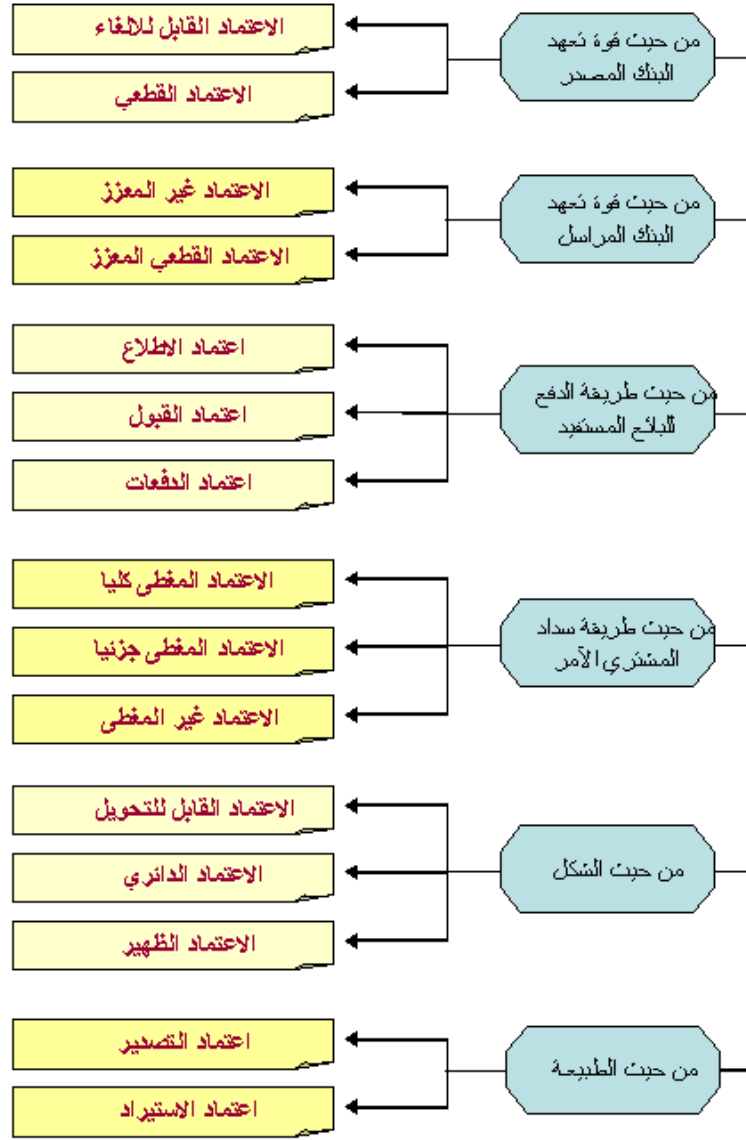 من حيث قوة تعهد
البنك المصدر
الاعتماد القابل للالغاء
الاعتماد القطعي
من حيث قوة تعهد
البنك المراسل
الاعتماد غير المعزز
الاعتماد القطعي المعزز
من حيث طريقة الدفع
للبائع المستفيد
اعتماد الاطلاع
اعتماد القبول
اعتماد الدفعات
من حيث طريقة سداد
المشتري الآمر
الاعتماد المغطى كليا
الاعتماد المغطى جزئيا
الاعتماد غير المغطى
من حيث الشكل
الاعتماد القابل للتحويل
الاعتماد الدائري
الاعتماد الظهير
من حيث الطبيعة
اعتماد التصدير
اعتماد الاستيراد